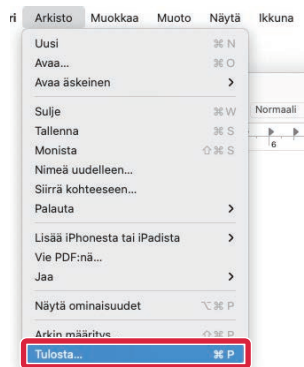 ri Arkisto Muokkaa Muoto Näytä Ikkuna
Uusi ⌘ N
Avaa... ⌘ O
Avaa äskeinen >
Normaali
Sulje ⌘ W
Tallenna ⌘ S
6
Monista ⇧ ⌘ S
Nimeä uudelleen...
Siirrä kohteeseen...
Palauta >
Lisää iPhonesta tai iPadista >
Vie PDF:nä...
Jaa >
Näytä ominaisuudet ⌥ ⌘ P
Arkin määritys... ⇧ ⌘ P
Tulosta... ⌘ P